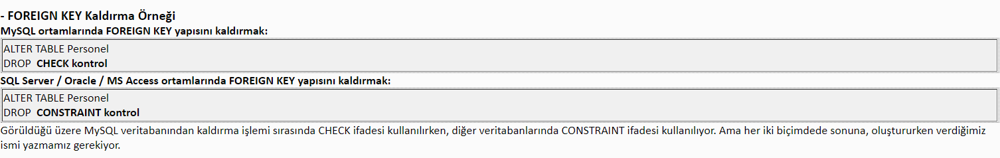 - FOREIGN KEY Kaldırma Örneği
MySQL ortamlarında FOREIGN KEY yapısını kaldırmak:
ALTER TABLE Personel
DROP CHECK kontrol
SQL Server / Oracle / MS Access ortamlarında FOREIGN KEY yapısını kaldırmak:
ALTER TABLE Personel
DROP CONSTRAINT kontrol
Görüldüğü üzere MySQL veritabanından kaldırma işlemi sırasında CHECK ifadesi kullanılırken, diğer veritabanlarında CONSTRAINT ifadesi kullanılıyor. Ama her iki biçimdede sonuna, oluştururken verdiğimiz
ismi yazmamız gerekiyor.